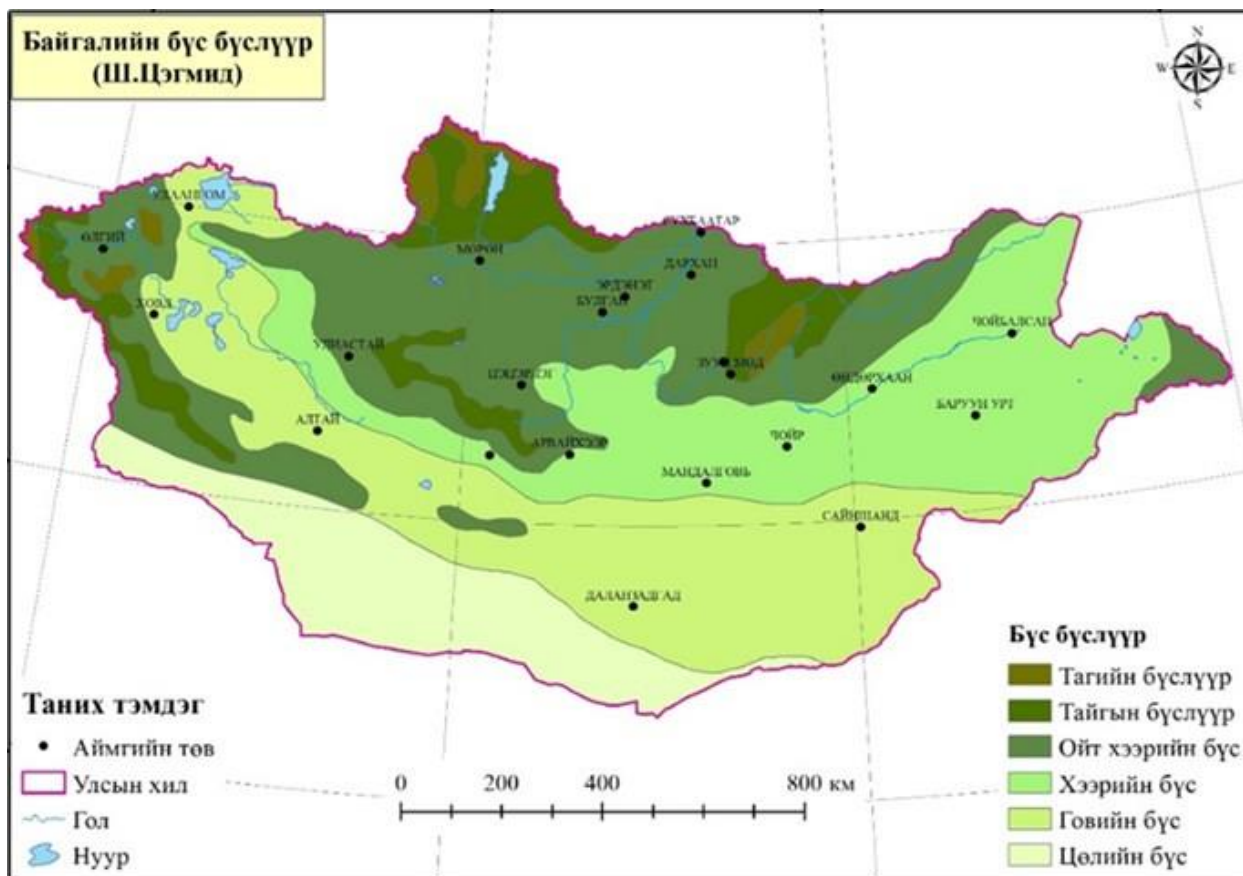 Байгалийн бүс бүслүүр
(Ш.Цэгмид)
N
W
E
S
УЛААНГОМ
ӨЛГИЙ
ХОВД
МӨРӨН
СҮХБААТАР
ДАРХАН
ЭРДЭНЭТ
БУЛГАН
УЛИАСТАЙ
ЦЭЦЭРЛЭГ
ЗУУНМОД
ЧОЙБАЛСАН
ӨНДӨРХААН
БАРУУН УРТ
АЛТАЙ
АРВАЙХЭЭР
ЧОЙР
МАНДАЛГОВЬ
САЙНШАНД
ДАЛАНЗАДГАД
Таних тэмдэг
Аймгийн төв
Улсын хил
Гол
Нуур
0 200 400 800 км
Бүс бүслүүр
Тагийн бүслүүр
Тайгын бүслүүр
Ойт хээрийн бүс
Хээрийн бүс
Говийн бүс
Цөлийн бүс